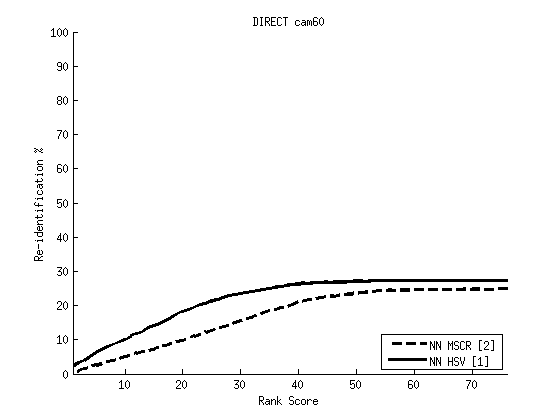 DIRECT cam60
Re-identification %
100
90
80
70
60
50
40
30
20
10
0
10 20 30 40 50 60 70
Rank Score
NN MSCR [2]
NN HSV [1]